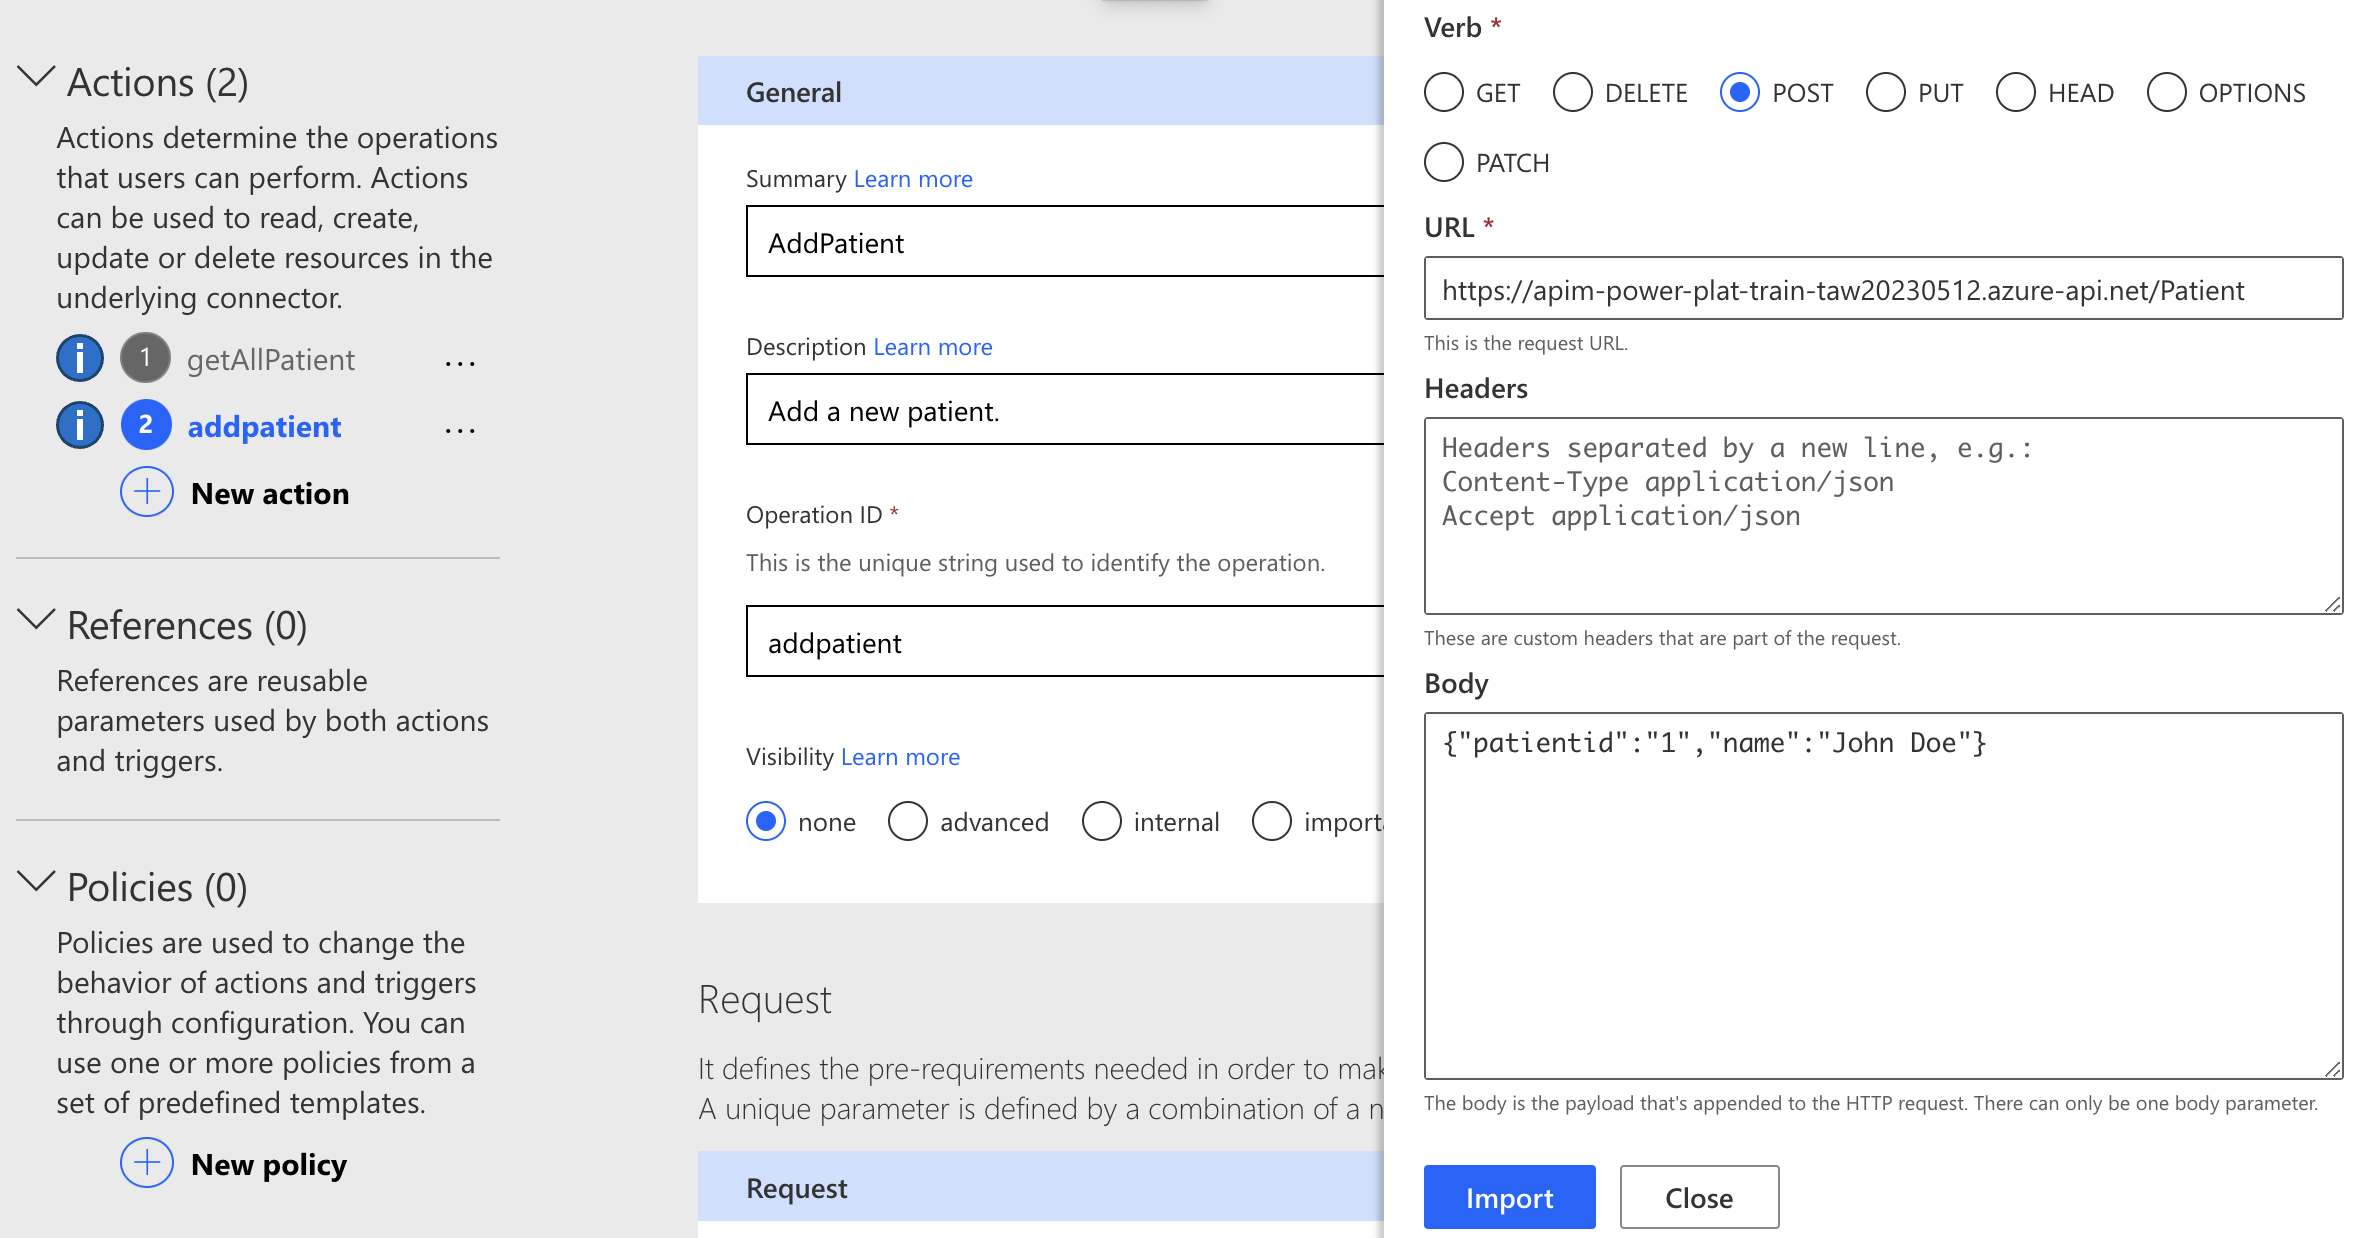 Actions (2)
Actions determine the operations
that users can perform. Actions
can be used to read, create,
update or delete resources in the
underlying connector.
1 getAllPatient ...
2 addpatient ...
New action
References (0)
References are reusable
parameters used by both actions
and triggers.
Policies (0)
Policies are used to change the
behavior of actions and triggers
through configuration. You can
use one or more policies from a
set of predefined templates.
New policy
General
Summary Learn more
AddPatient
Description Learn more
Add a new patient.
Operation ID *
This is the unique string used to identify the operation.
addpatient
Visibility Learn more
none advanced internal
Request
It defines the pre-requirements needed in order to
A unique parameter is defined by a combination of a
Request
Verb *
GET DELETE POST PUT HEAD OPTIONS
PATCH
URL *
https://apim-power-plat-train-taw20230512.azure-api.net/Patient
This is the request URL.
Headers
Headers separated by a new line, e.g.:
Content-Type application/json
Accept application/json
These are custom headers that are part of the request.
Body
{"patientid":"1","name":"John Doe"}
The body is the payload that's appended to the HTTP request. There can only be one body parameter.
Import Close